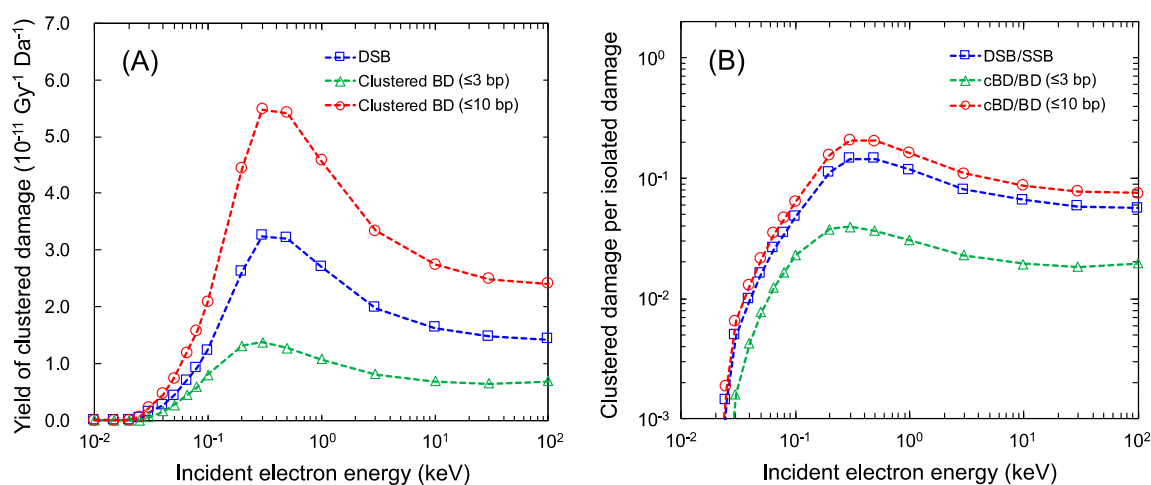 (A)
DSB
Clustered BD (≤3 bp)
Clustered BD (≤10 bp)
Yield of clustered damage (10⁻¹¹ Gy⁻¹ Da⁻¹)
7.0
6.0
5.0
4.0
3.0
2.0
1.0
0.0
10⁻² 10⁻¹ 10⁰ 10¹ 10²
Incident electron energy (keV)
(B)
DSB/SSB
cBD/BD (≤3 bp)
cBD/BD (≤10 bp)
Clustered damage per isolated damage
10⁰
10⁻¹
10⁻²
10⁻³
10⁻² 10⁻¹ 10⁰ 10¹ 10²
Incident electron energy (keV)